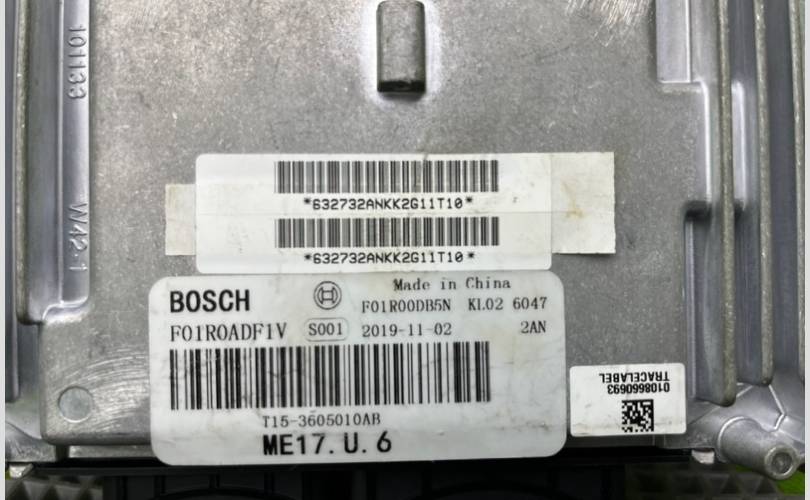 101133
W42-1
*632732ANKK2G11T10*
*632732ANKK2G11T10*
Made in China
BOSCH
F01R00DB5N KL02 6047
F01R0ADF1V S001 2019-11-02 2AN
T15-3605010AB
ME17.U.6
0108660693
TRACELABEL